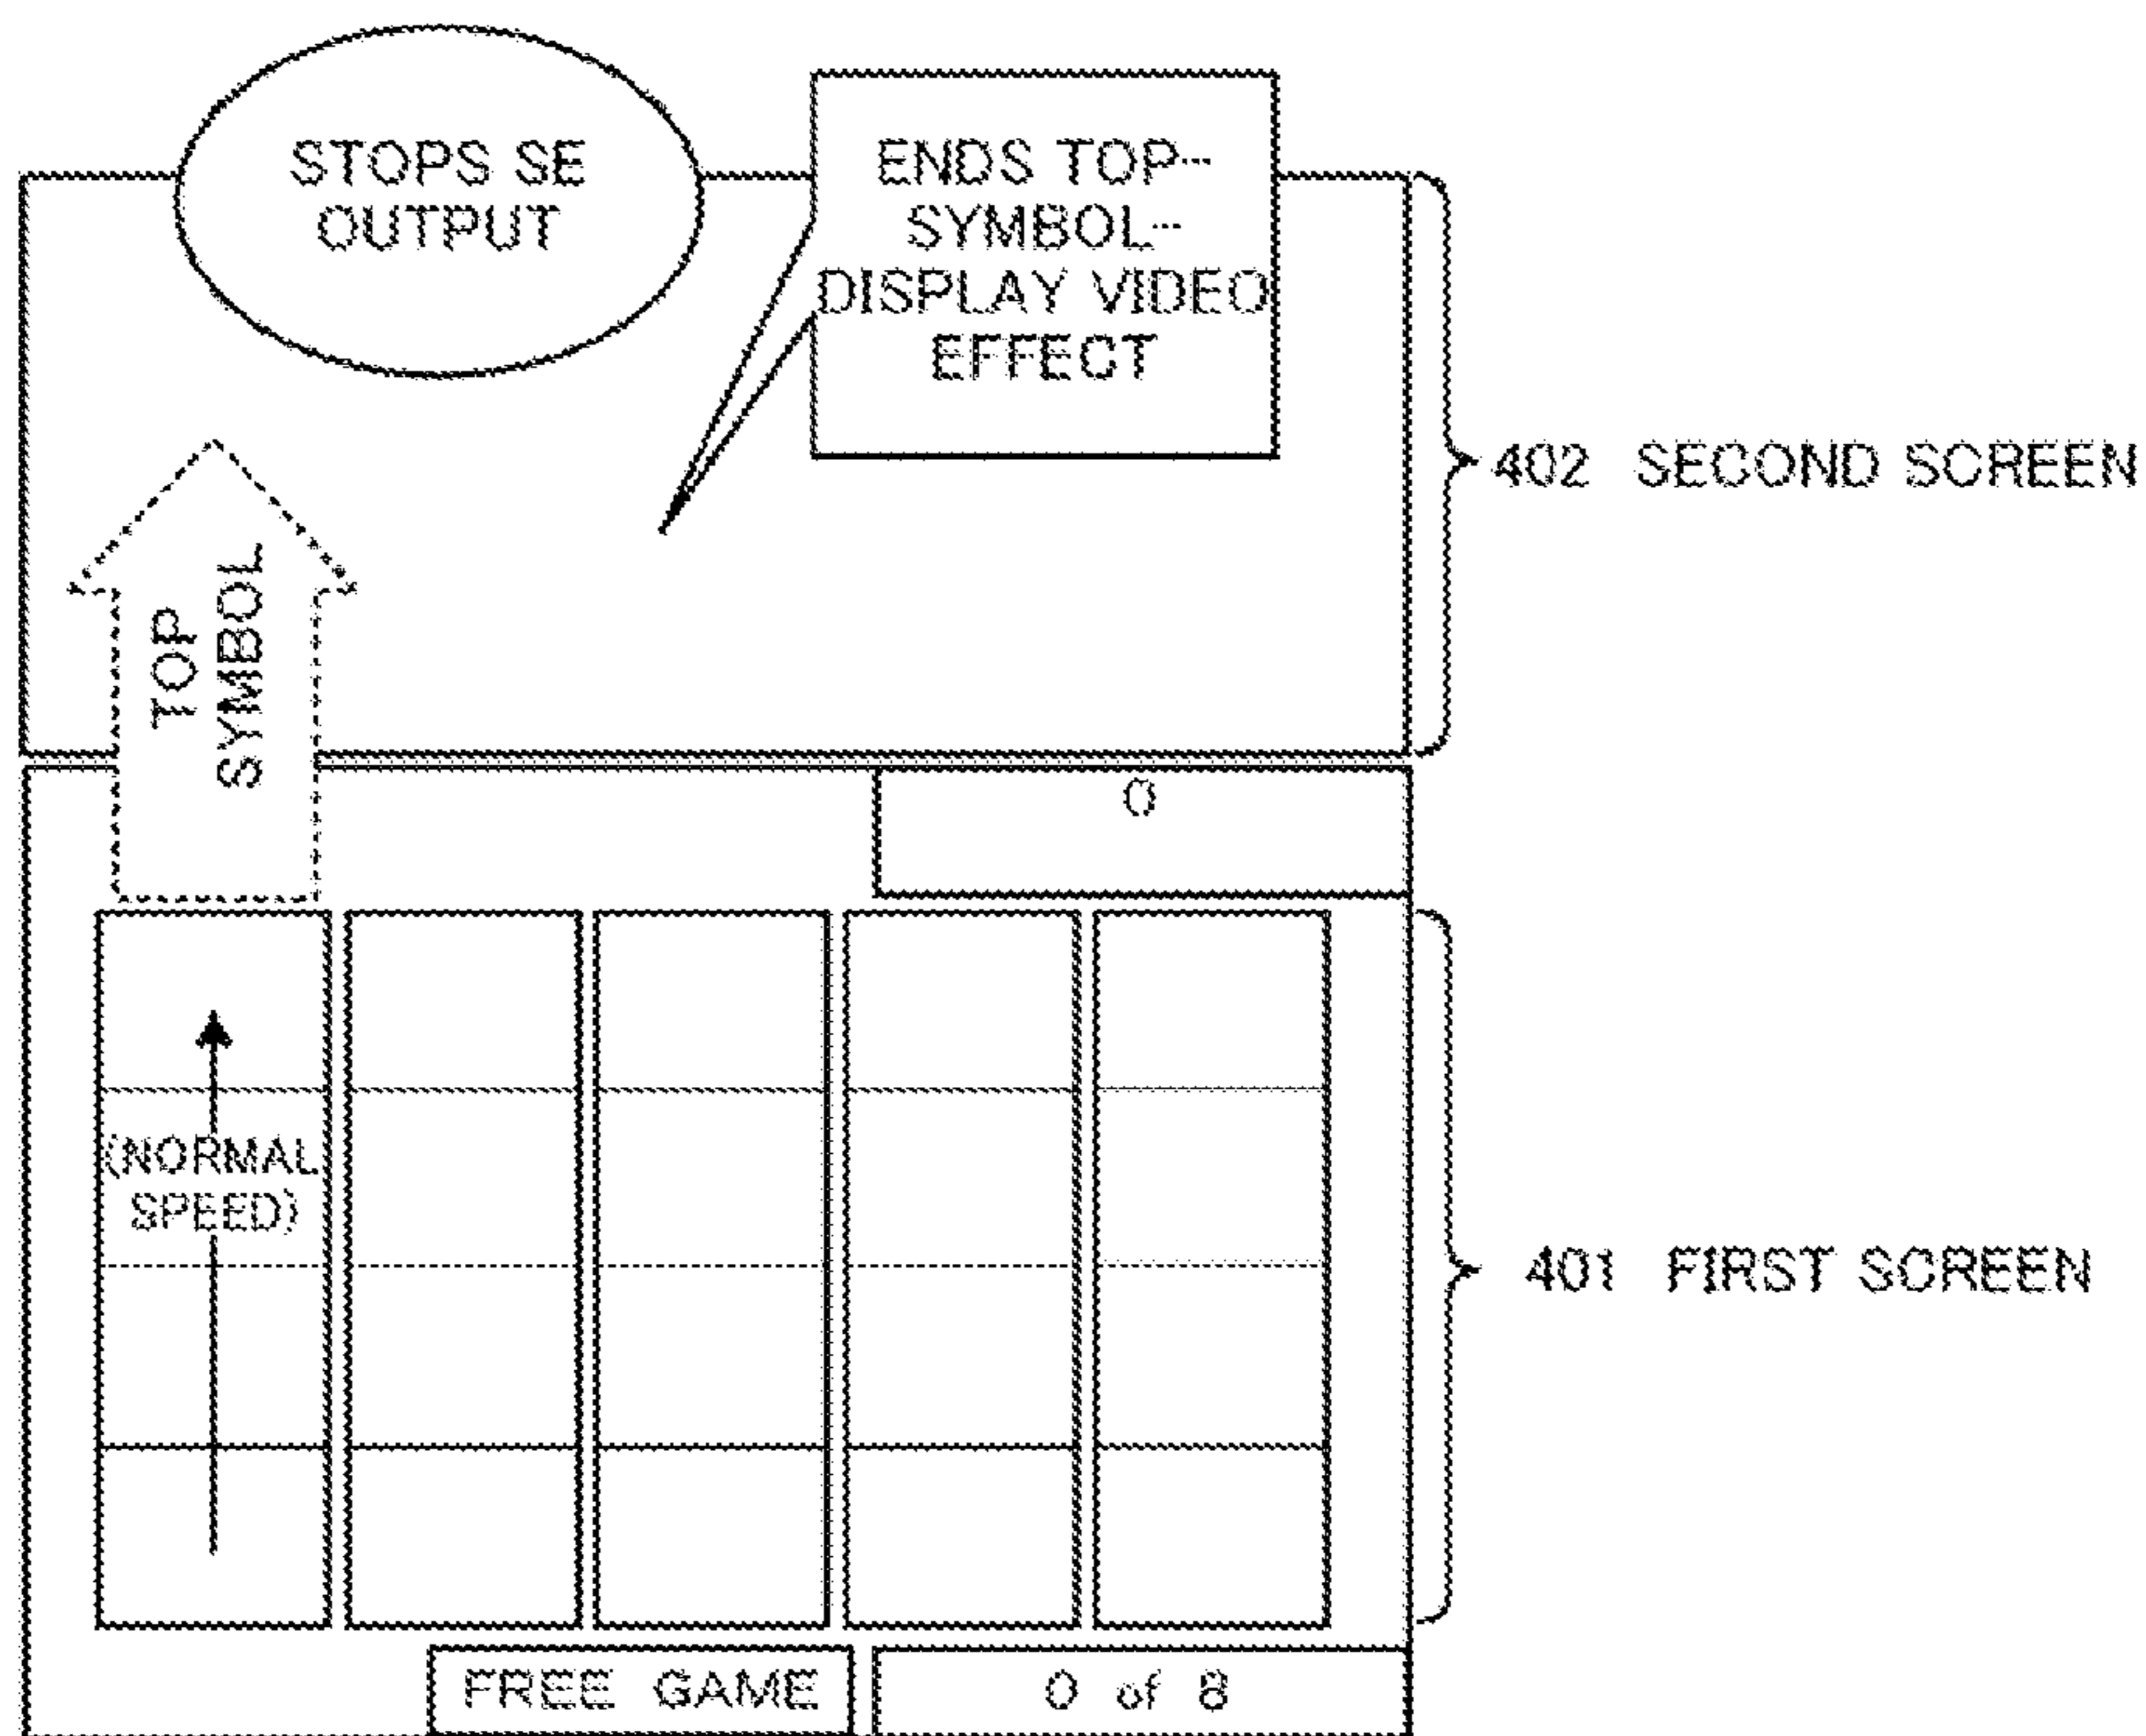 STOPS SE
OUTPUT
ENDS TOP-
SYMBOL-
DISPLAY VIDEO
EFFECT
402 SECOND SCREEN
TOP
SYMBOL
0
(NORMAL
SPEED)
401 FIRST SCREEN
FREE GAME
0 of 8